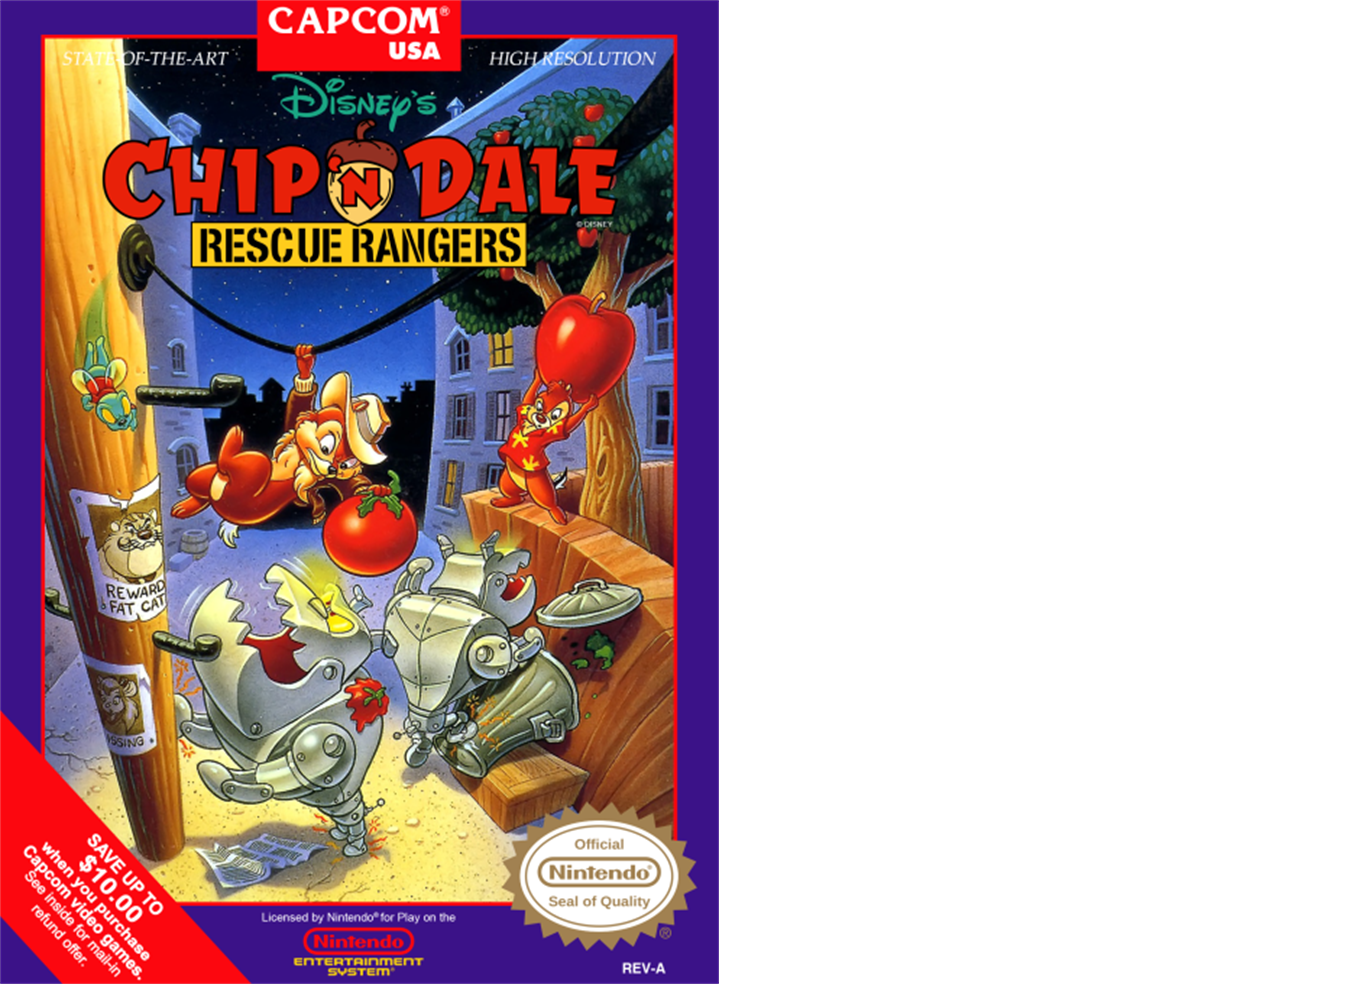 CAPCOM®
USA
STATE-OF-THE-ART
HIGH RESOLUTION
Disney's
CHIP 'N DALE
© DISNEY
RESCUE RANGERS
REWARD
FAT CAT
SSING
SAVE UP TO
$10.00
when you purchase
Capcom video games.
See inside for mail-in
refund offer.
Official
Nintendo®
Seal of Quality
®
Licensed by Nintendo® for Play on the
Nintendo
ENTERTAINMENT
SYSTEM®
REV-A